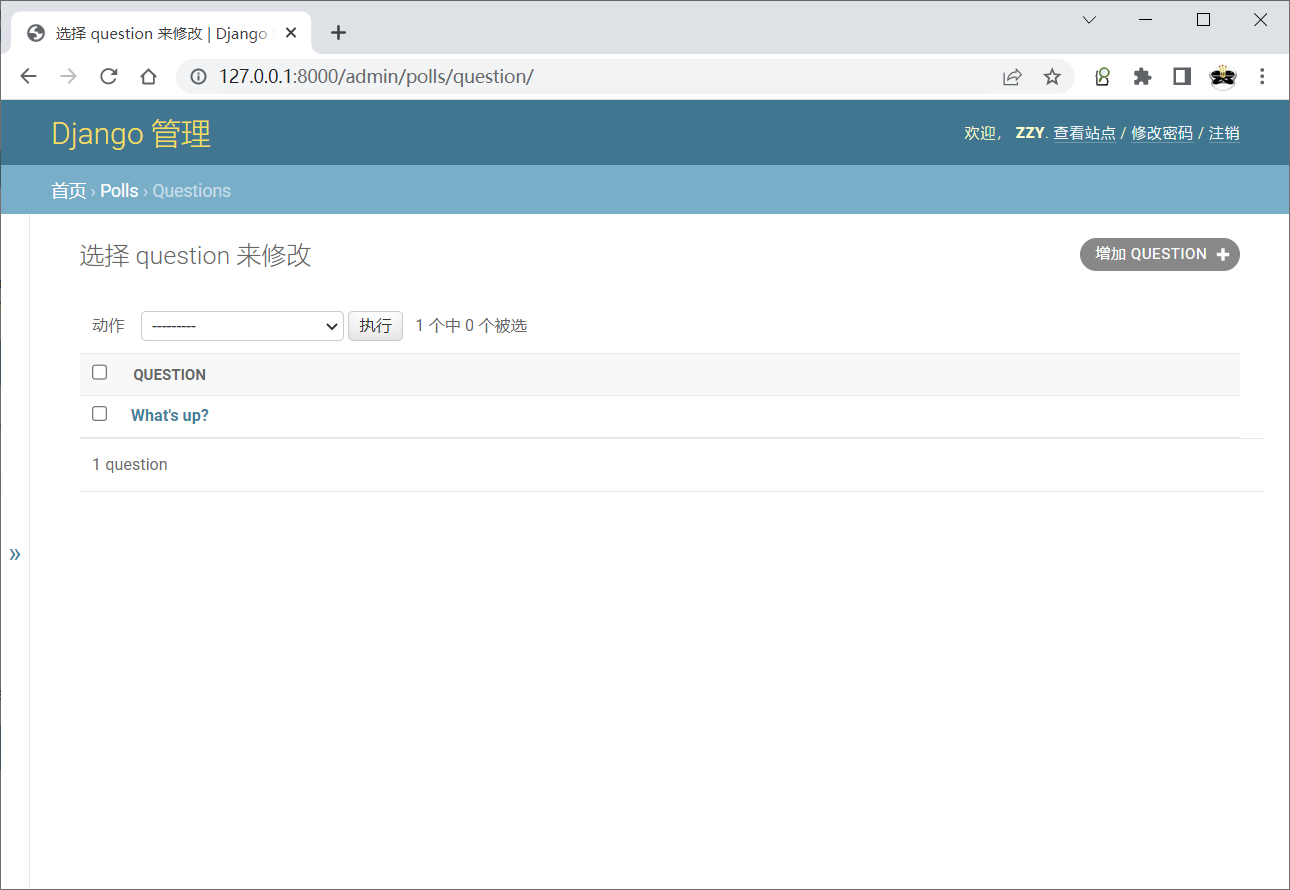 选择 question 来修改 | Django
127.0.0.1:8000/admin/polls/question/
Django 管理
欢迎， ZZY. 查看站点 / 修改密码 / 注销
首页 › Polls › Questions
选择 question 来修改
增加 QUESTION +
动作 --------- 执行 1 个中 0 个被选
QUESTION
What's up?
1 question
»